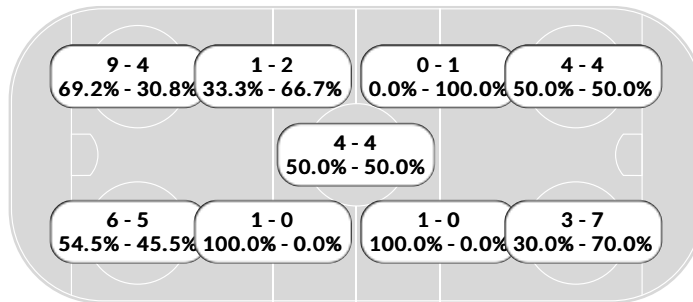 9 - 4
69.2% - 30.8%
1 - 2
33.3% - 66.7%
0 - 1
0.0% - 100.0%
4 - 4
50.0% - 50.0%
4 - 4
50.0% - 50.0%
6 - 5
54.5% - 45.5%
1 - 0
100.0% - 0.0%
1 - 0
100.0% - 0.0%
3 - 7
30.0% - 70.0%